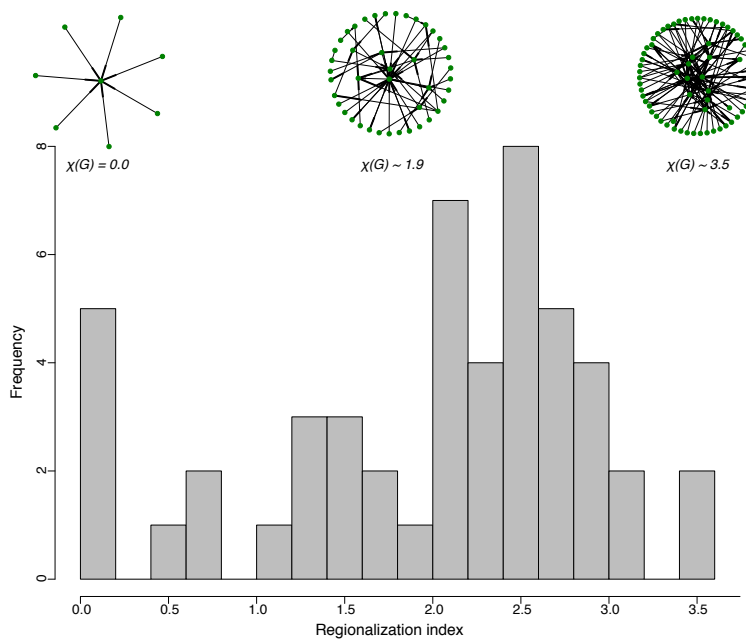 χ(G) = 0.0
χ(G) ~ 1.9
χ(G) ~ 3.5
8
6
4
2
0
Frequency
0.0 0.5 1.0 1.5 2.0 2.5 3.0 3.5
Regionalization index